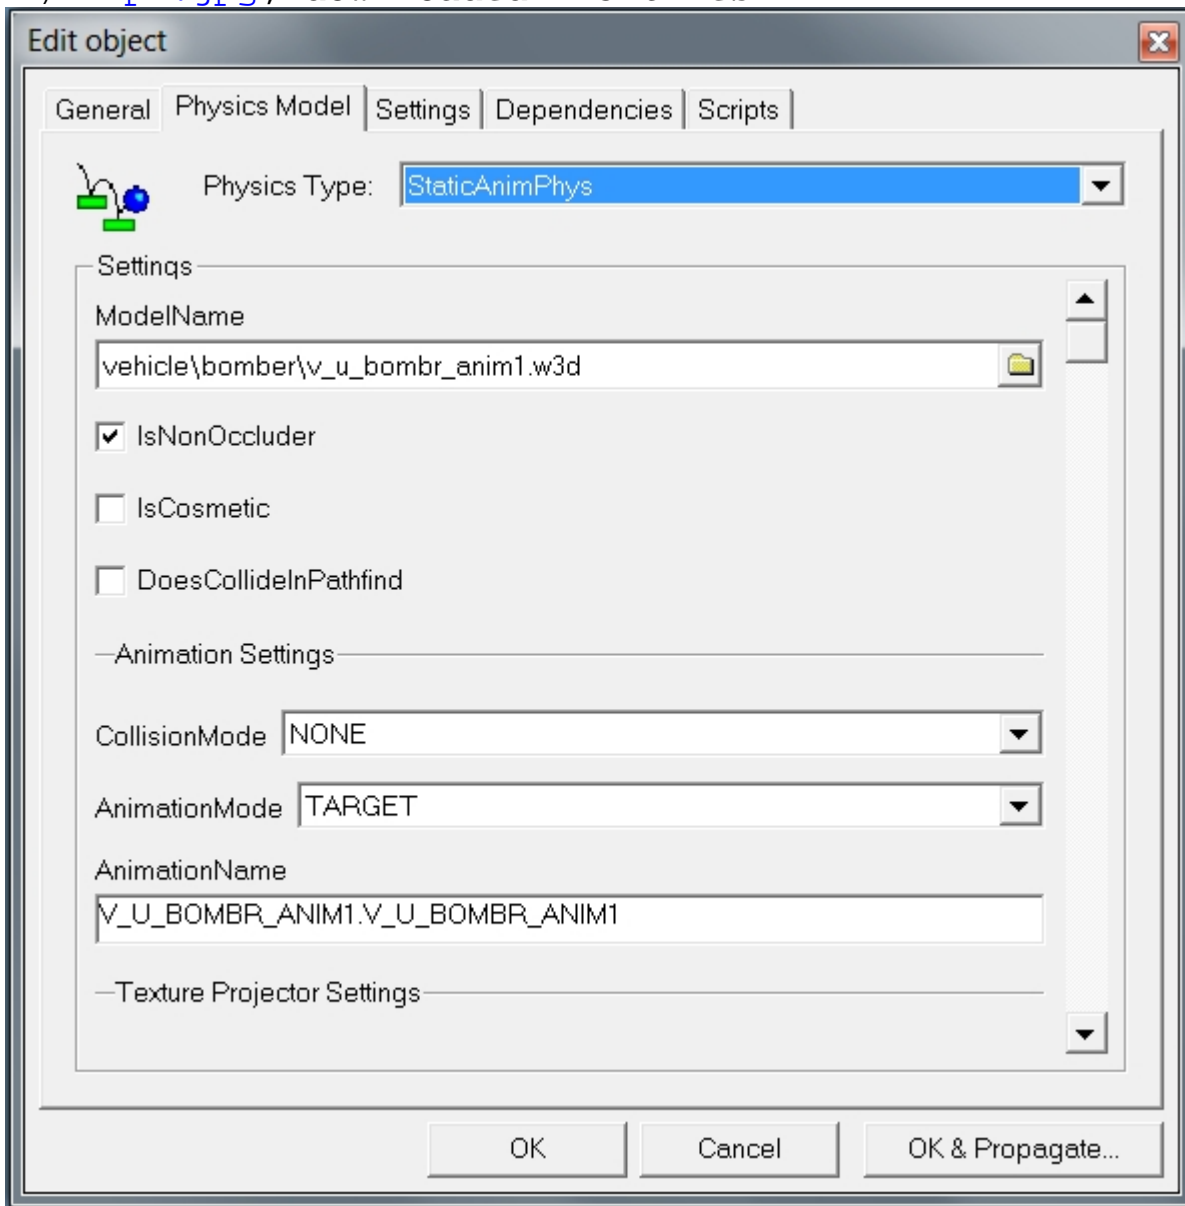 Edit object
General Physics Model Settings Dependencies Scripts
Physics Type: StaticAnimPhys
Settings
ModelName
vehicle\bomber\v_u_bombr_anim1.w3d
IsNonOccluder
IsCosmetic
DoesCollideInPathfind
Animation Settings
CollisionMode NONE
AnimationMode TARGET
AnimationName
V_U_BOMBR_ANIM1.V_U_BOMBR_ANIM1
Texture Projector Settings
OK Cancel OK & Propagate...